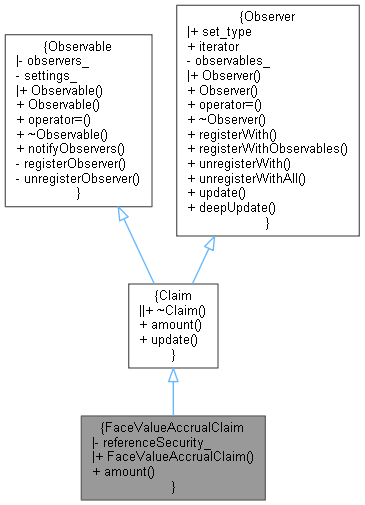 {Observable
|- observers_
- settings_
|+ Observable()
+ Observable()
+ operator=()
+ ~Observable()
+ notifyObservers()
- registerObserver()
- unregisterObserver()
}
{Observer
|+ set_type
+ iterator
- observables_
|+ Observer()
+ Observer()
+ operator=()
+ ~Observer()
+ registerWith()
+ registerWithObservables()
+ unregisterWith()
+ unregisterWithAll()
+ update()
+ deepUpdate()
}
{Claim
||+ ~Claim()
+ amount()
+ update()
}
{FaceValueAccrualClaim
|- referenceSecurity_
|+ FaceValueAccrualClaim()
+ amount()
}